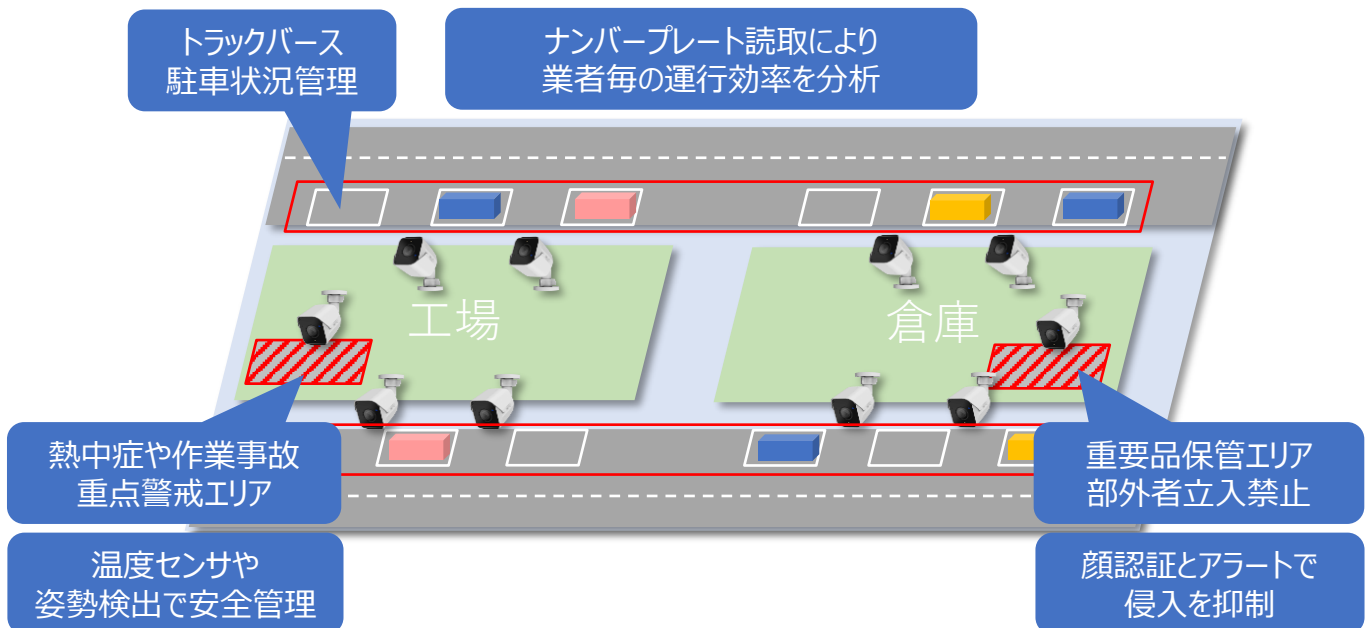 トラックバース
駐車状況管理
ナンバープレート読取により
業者毎の運行効率を分析
工場
倉庫
熱中症や作業事故
重点警戒エリア
重要品保管エリア
部外者立入禁止
温度センサや
姿勢検出で安全管理
顔認証とアラートで
侵入を抑制